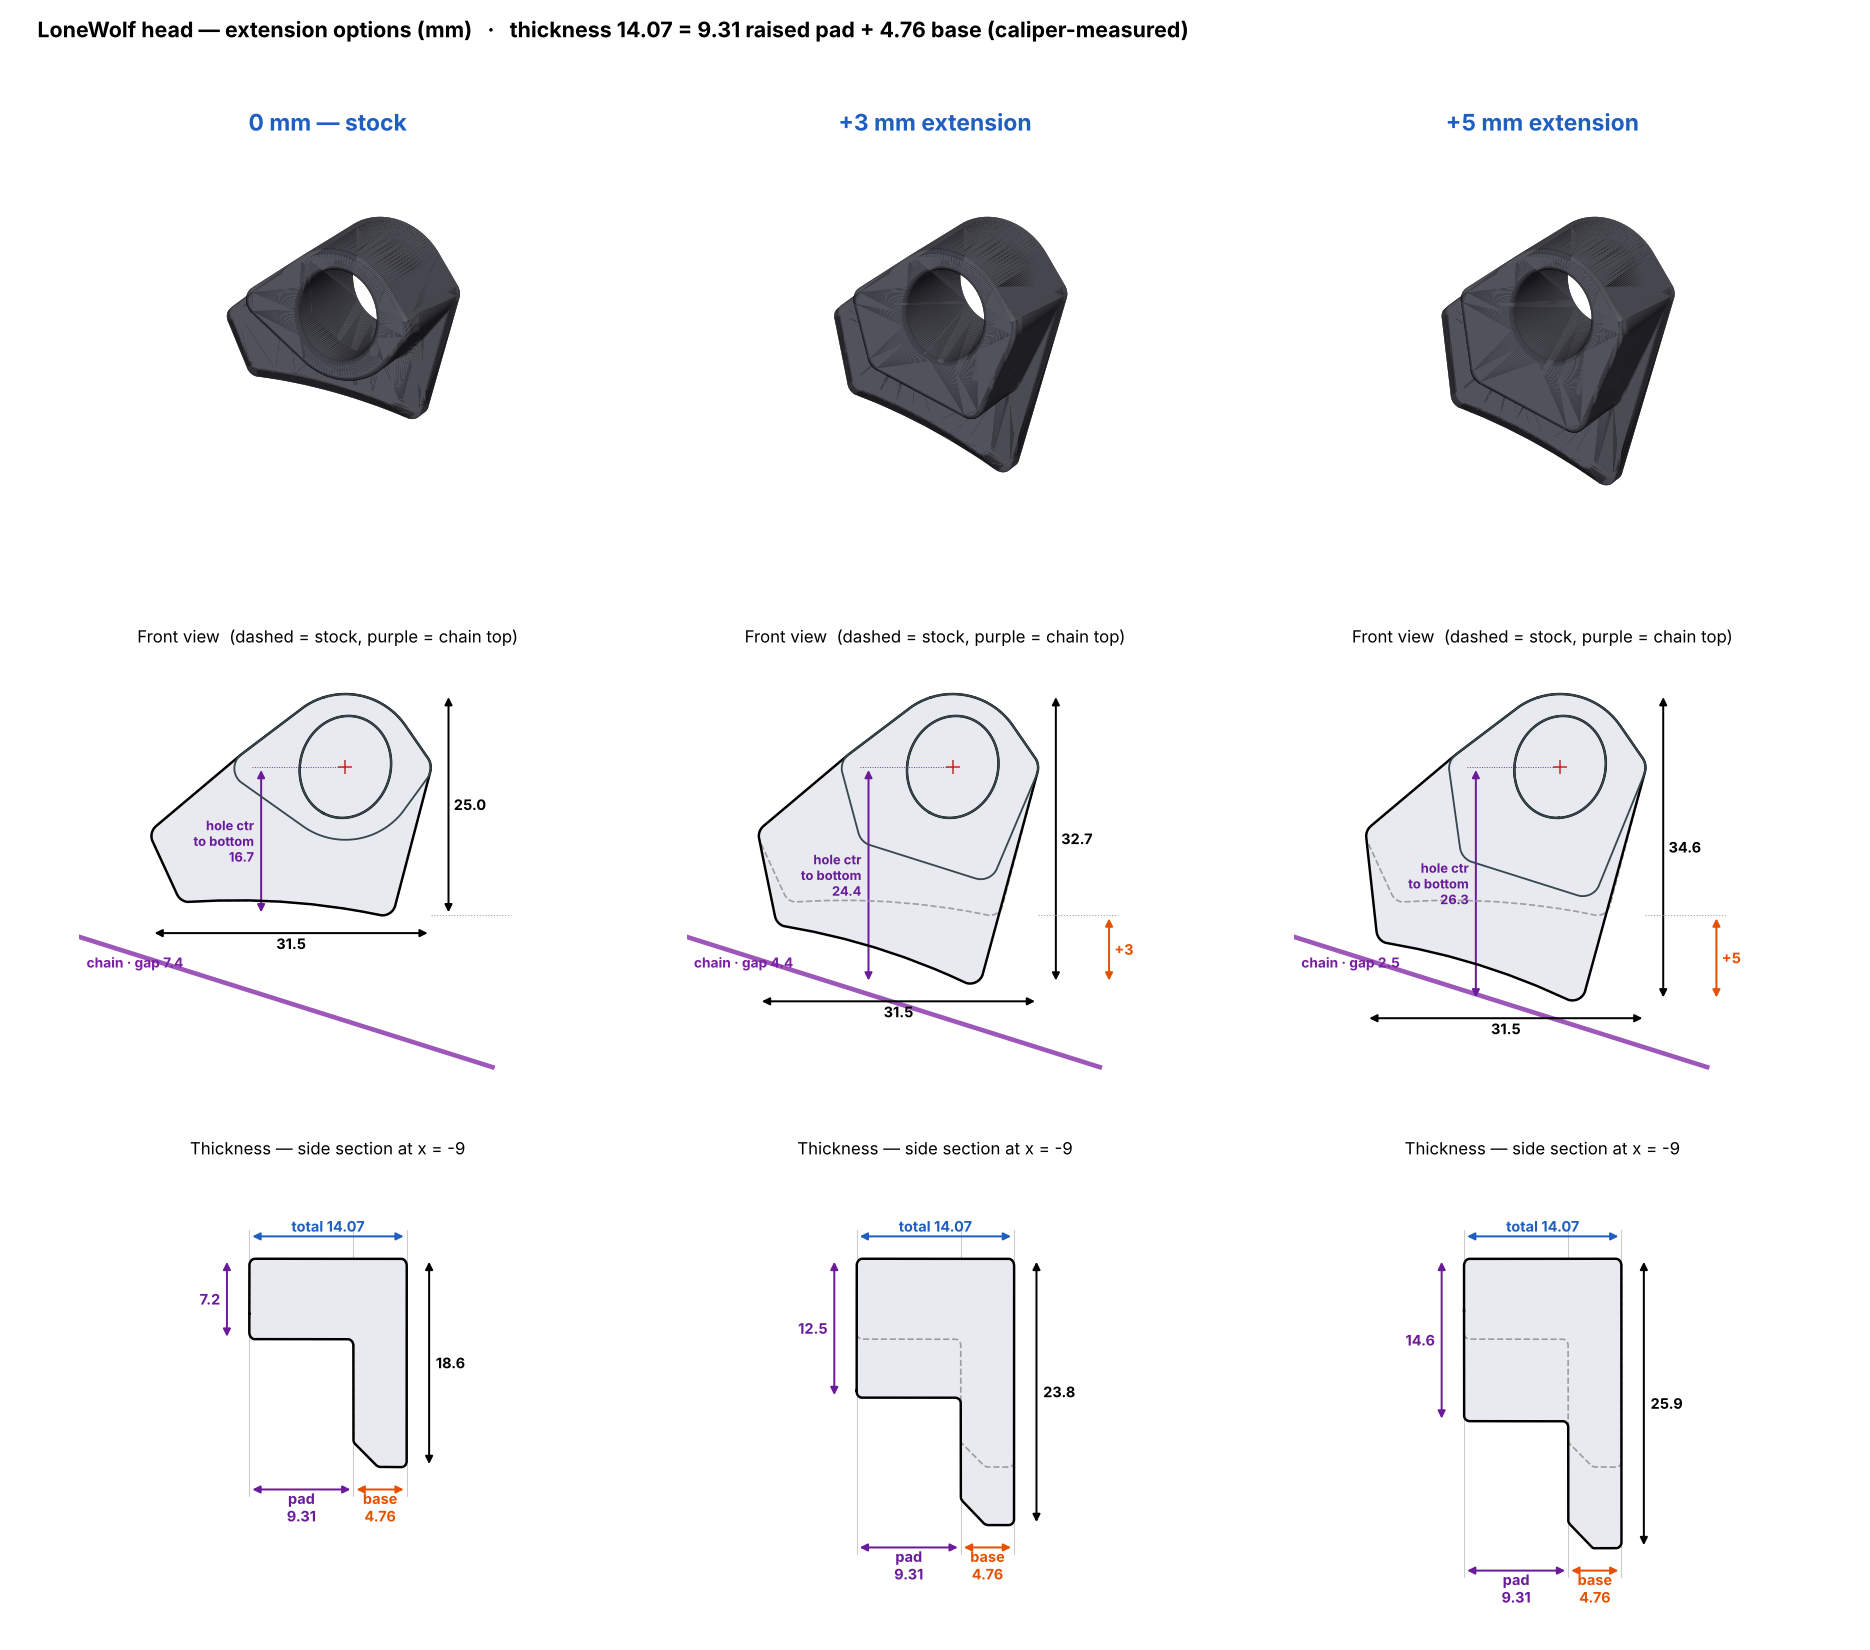 LoneWolf head — extension options (mm)  ·  thickness 14.07 = 9.31 raised pad + 4.76 base (caliper-measured)
0 mm — stock
+3 mm extension
+5 mm extension
Front view  (dashed = stock, purple = chain top)
Front view  (dashed = stock, purple = chain top)
Front view  (dashed = stock, purple = chain top)
hole ctr
to bottom
16.7
25.0
31.5
chain · gap 7.4
hole ctr
to bottom
24.4
32.7
+3
31.5
chain · gap 4.4
hole ctr
to bottom
26.3
34.6
+5
31.5
chain · gap 2.5
Thickness — side section at x = -9
Thickness — side section at x = -9
Thickness — side section at x = -9
total 14.07
7.2
18.6
pad
9.31
base
4.76
total 14.07
12.5
23.8
pad
9.31
base
4.76
total 14.07
14.6
25.9
pad
9.31
base
4.76